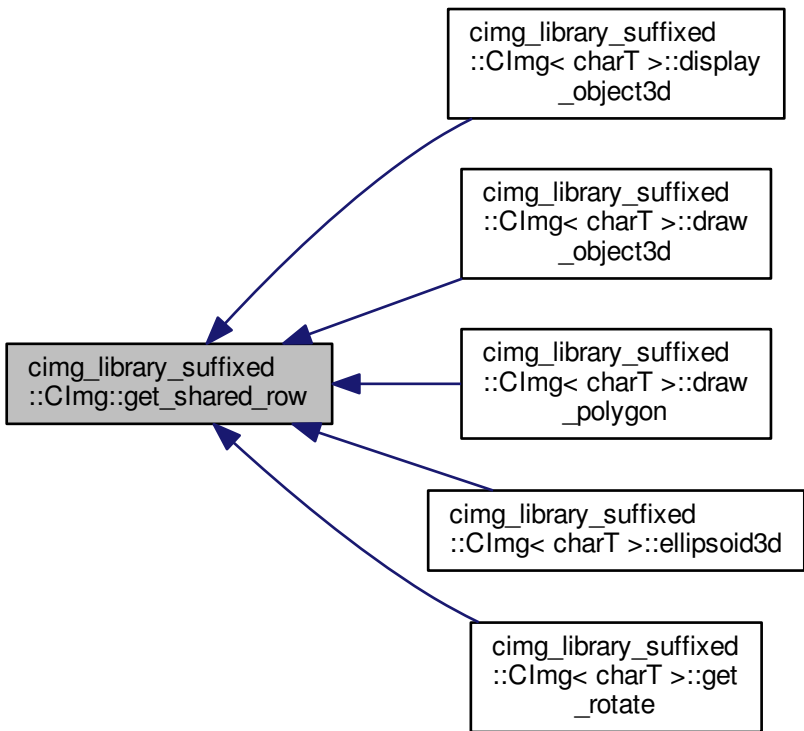 cimg_library_suffixed
::CImg< charT >::display
_object3d
cimg_library_suffixed
::CImg< charT >::draw
_object3d
cimg_library_suffixed
::CImg::get_shared_row
cimg_library_suffixed
::CImg< charT >::draw
_polygon
cimg_library_suffixed
::CImg< charT >::ellipsoid3d
cimg_library_suffixed
::CImg< charT >::get
_rotate